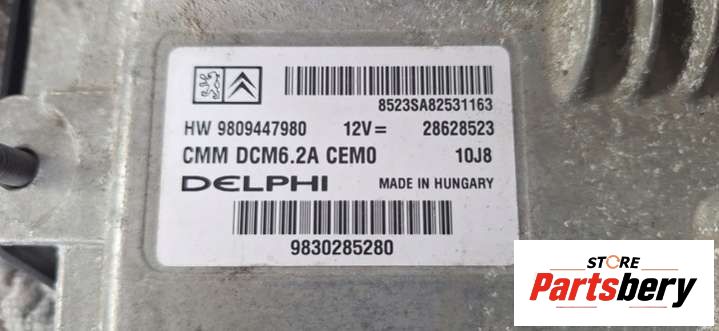 8523SA82531163
HW 9809447980 12V= 28628523
CMM DCM6.2A CEM0 10J8
DELPHI MADE IN HUNGARY
9830285280
STORE
Partsbery